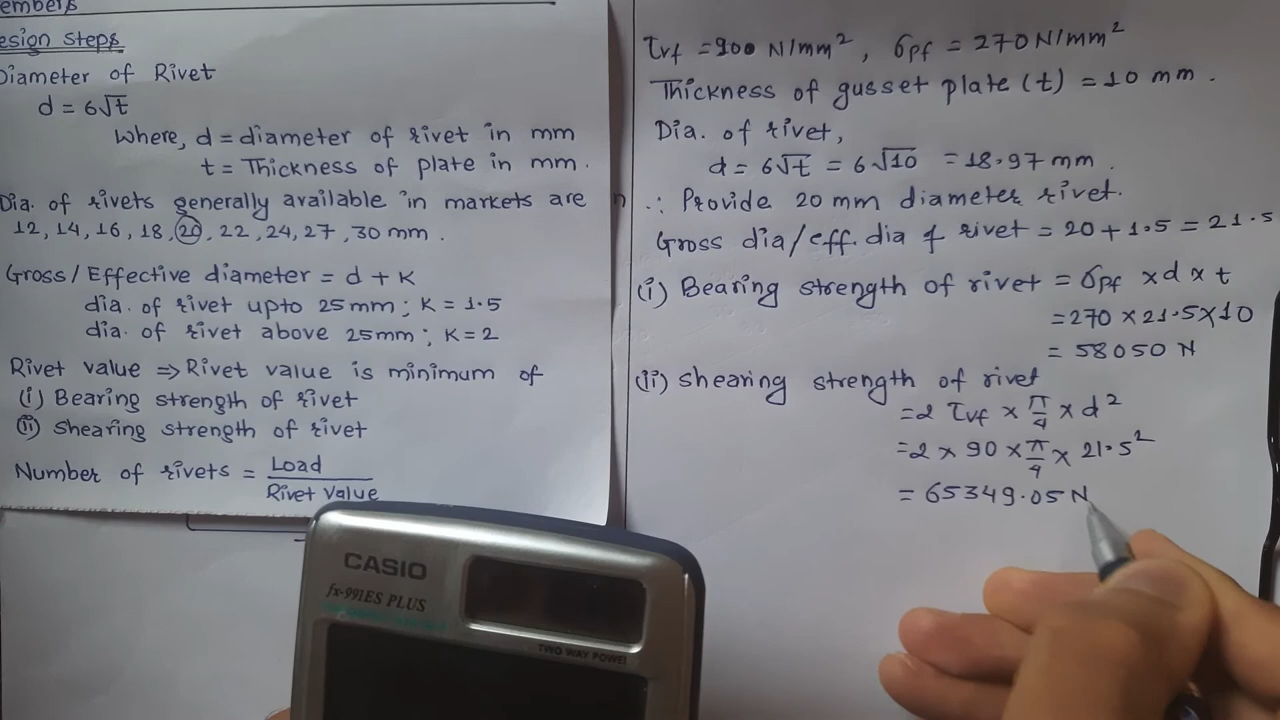 embers
esign steps
Diameter of Rivet
d = 6√t
Where, d = diameter of rivet in mm
t = Thickness of plate in mm.
Dia. of rivets generally available in markets are
12, 14, 16, 18, 20, 22, 24, 27, 30 mm.
Gross / Effective diameter = d + K
dia. of rivet upto 25mm; K = 1.5
dia. of rivet above 25mm; K = 2
Rivet value ⇒ Rivet value is minimum of
(i) Bearing strength of rivet
(ii) Shearing strength of rivet
Number of rivets = Load / Rivet Value
τvf = 900 N/mm², σpf = 270 N/mm²
Thickness of gusset plate (t) = 10 mm.
Dia. of rivet,
d = 6√t = 6√10 = 18.97 mm.
n ∴ Provide 20 mm diameter rivet.
Gross dia/eff. dia of rivet = 20 + 1.5 = 21.5
(i) Bearing strength of rivet = σpf × d × t
= 270 × 21.5 × 10
= 58050 N
(ii) shearing strength of rivet
= 2 τvf × π/4 × d²
= 2 × 90 × π/4 × 21.5²
= 65349.05 N
CASIO
fx-991ES PLUS
TWO WAY POWER